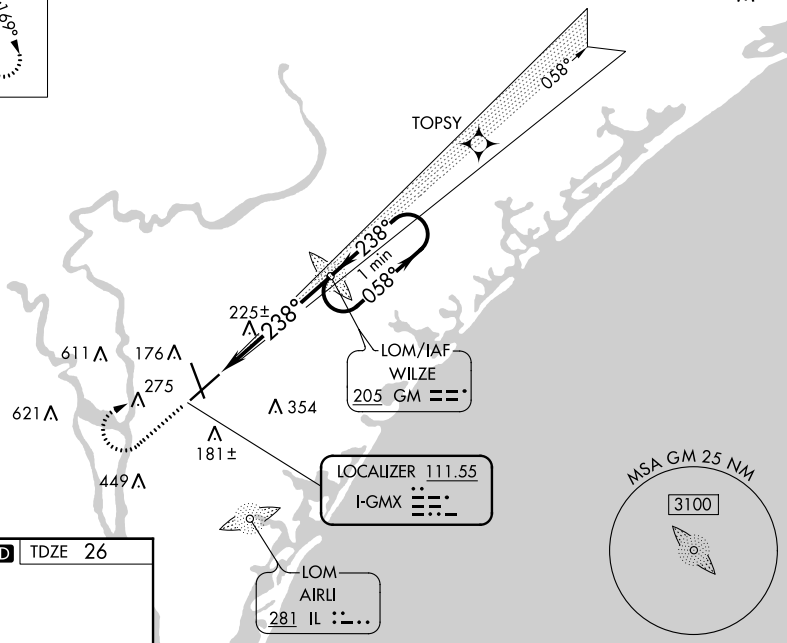 169°
058°
TOPSY
238°
1 min
058°
225±
238°
611
176
275
621
354
449
181±
LOM/IAF
WILZE
205 GM
LOCALIZER 111.55
I-GMX
MSA GM 25 NM
3100
D TDZE 26
LOM
AIRLI
281 IL